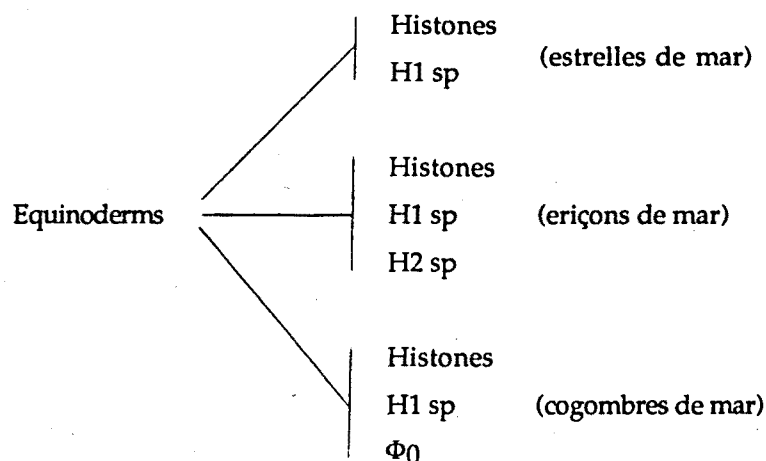 Histones
H1 sp (estrelles de mar)
Histones
Equinoderms H1 sp (eriçons de mar)
H2 sp
Histones
H1 sp (cogombres de mar)
Φ0